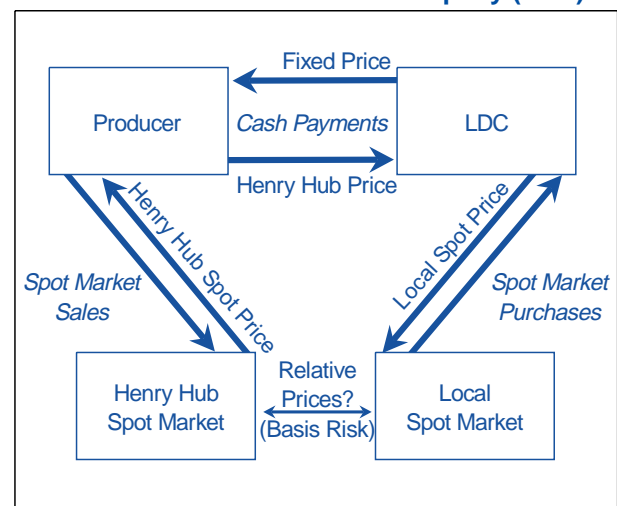 Fixed Price
Producer
Cash Payments
LDC
Henry Hub Price
Henry Hub Spot Price
Local Spot Price
Spot Market
Sales
Spot Market
Purchases
Henry Hub
Spot Market
Relative
Prices?
(Basis Risk)
Local
Spot Market